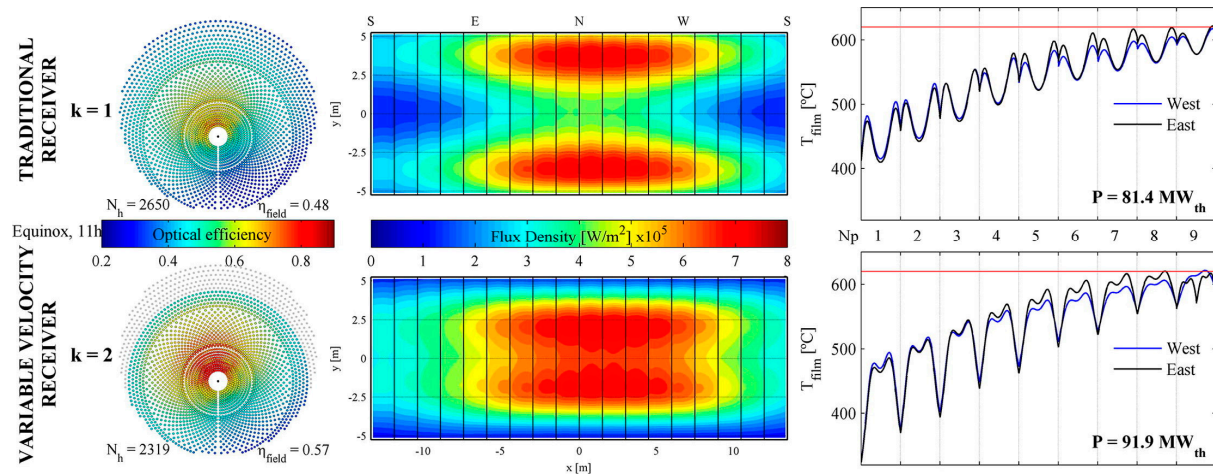 TRADITIONAL
RECEIVER
k = 1
N_h = 2650
η_field = 0.48
S E N W S
5
2.5
0
-2.5
-5
y [m]
600
500
400
T_film [ºC]
West
East
P = 81.4 MW_th
Equinox, 11h
Optical efficiency
0.2 0.4 0.6 0.8
Flux Density [W/m²] x10⁵
0 1 2 3 4 5 6 7 8
Np 1 2 3 4 5 6 7 8 9
VARIABLE VELOCITY
RECEIVER
k = 2
N_h = 2319
η_field = 0.57
5
2.5
0
-2.5
-5
y [m]
-10 -5 0 5 10
x [m]
600
500
400
T_film [ºC]
West
East
P = 91.9 MW_th